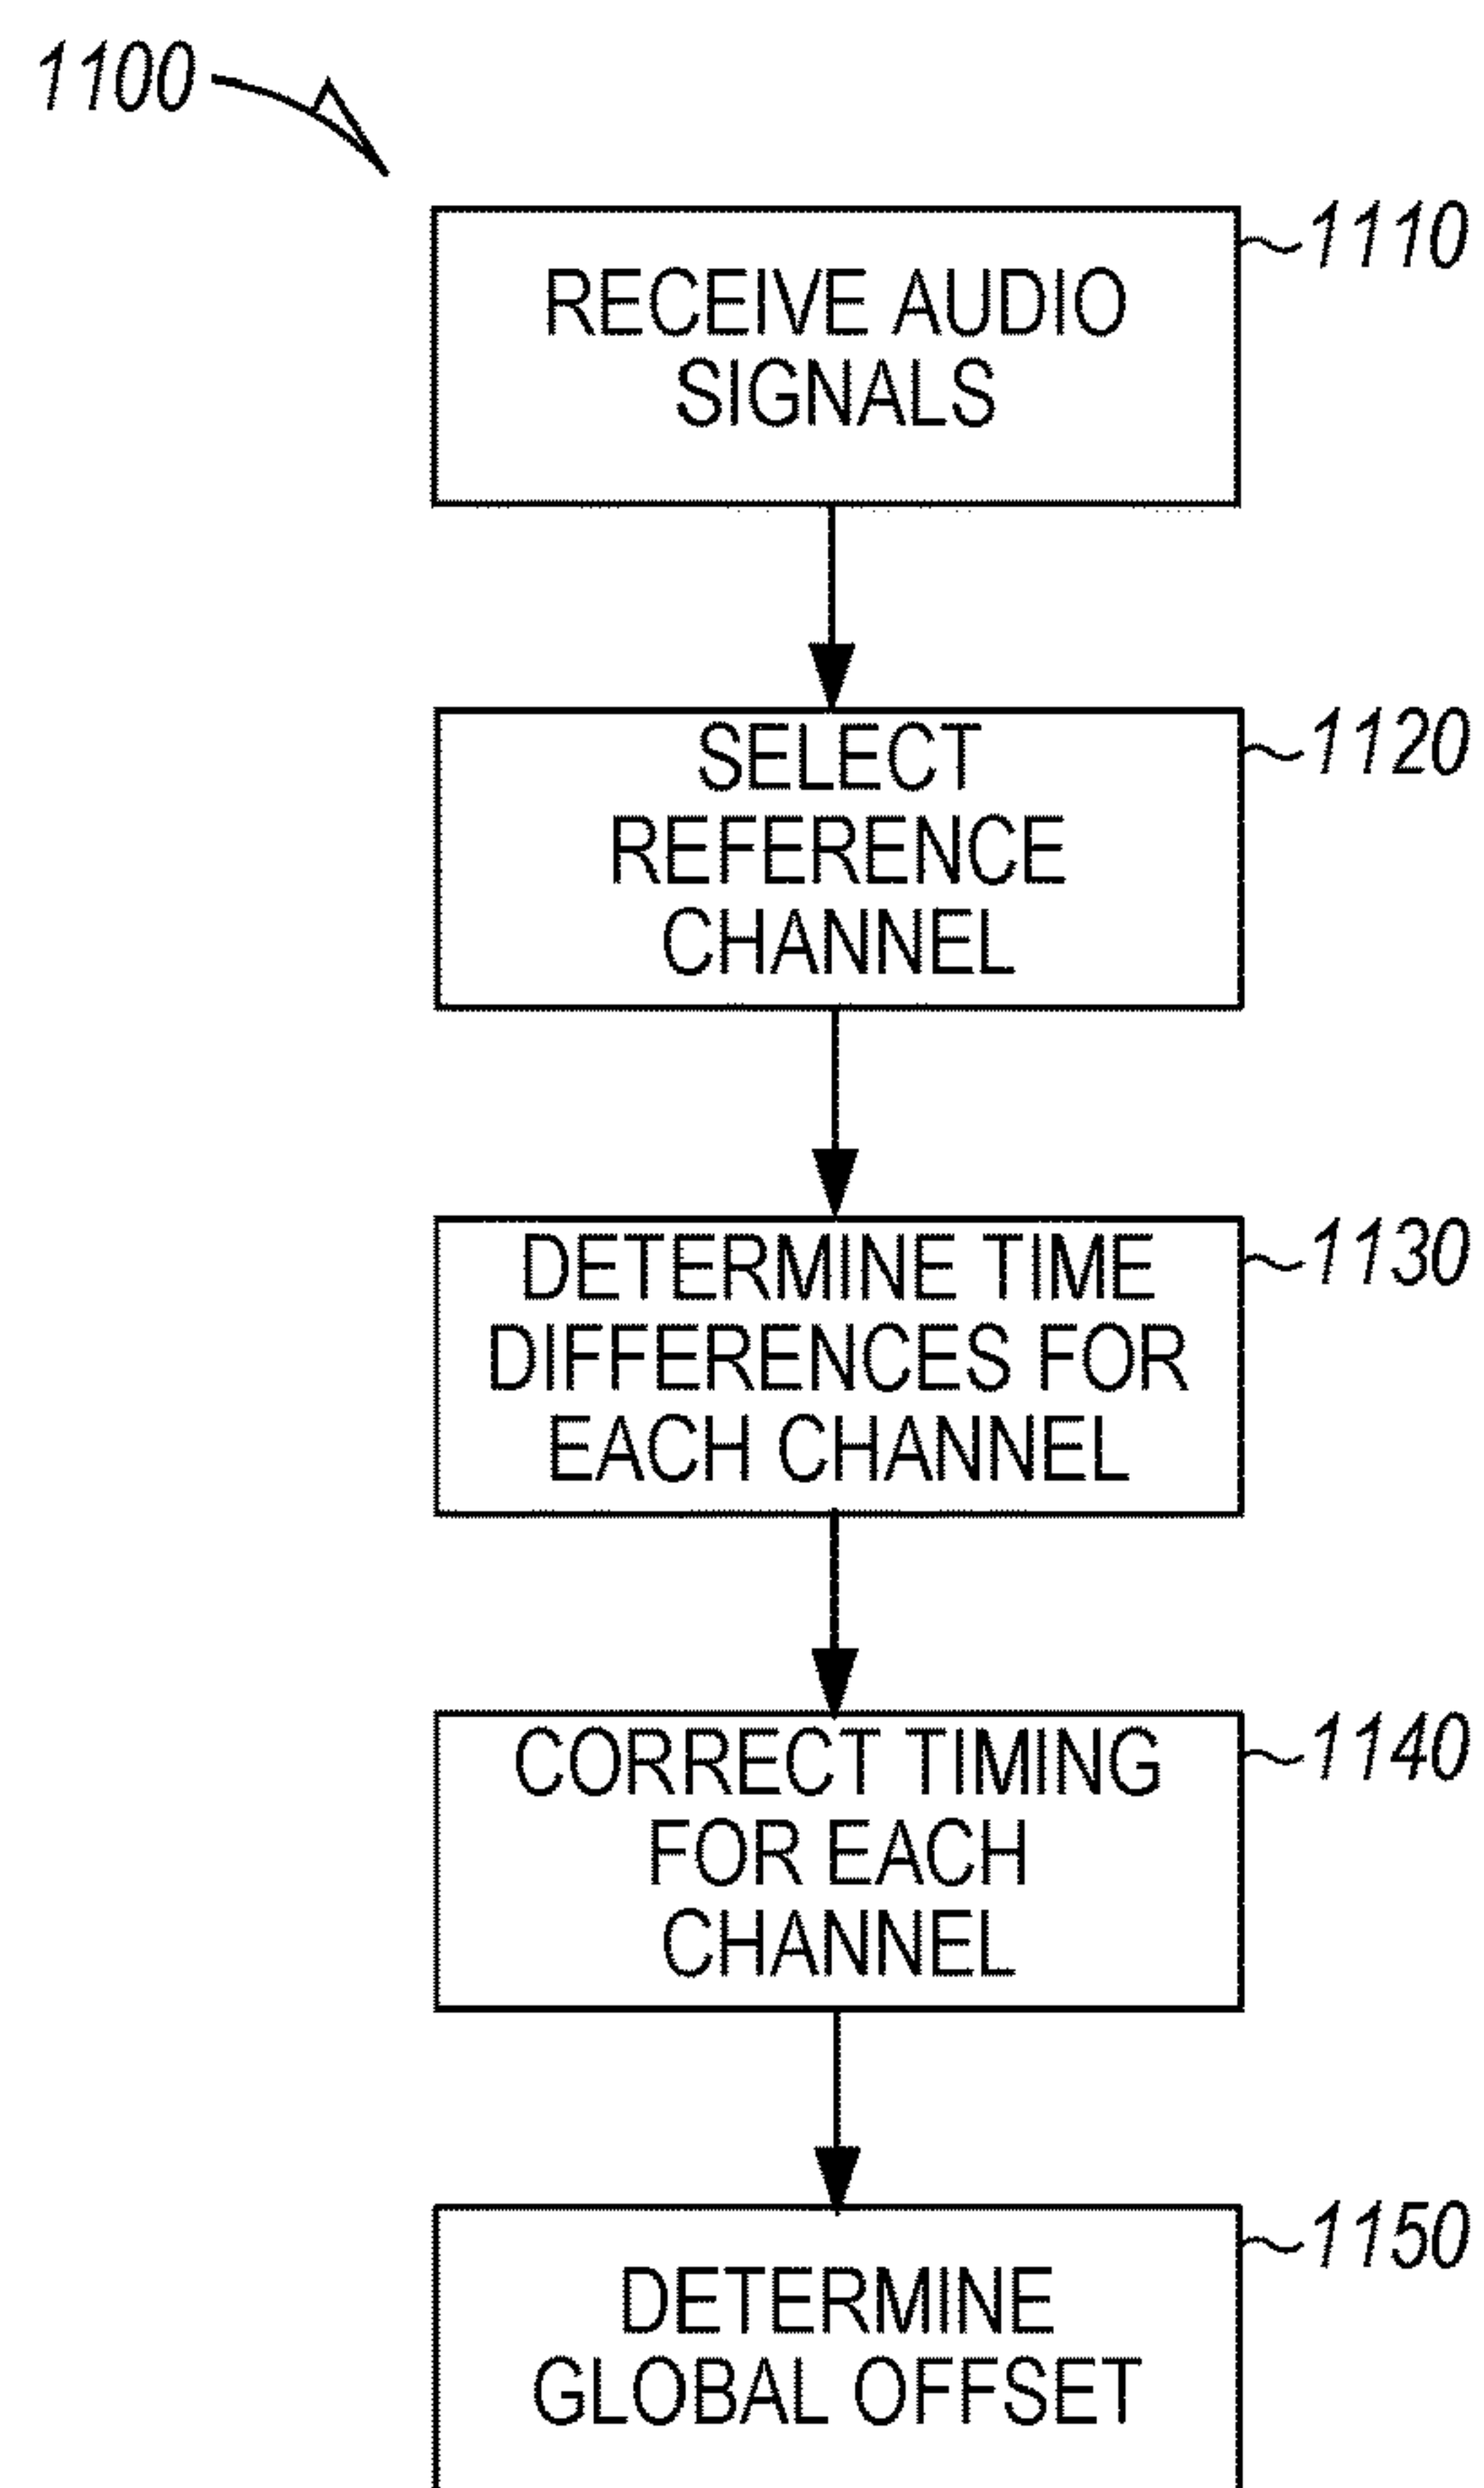 1100
1110
RECEIVE AUDIO
SIGNALS
1120
SELECT
REFERENCE
CHANNEL
1130
DETERMINE TIME
DIFFERENCES FOR
EACH CHANNEL
1140
CORRECT TIMING
FOR EACH
CHANNEL
1150
DETERMINE
GLOBAL OFFSET